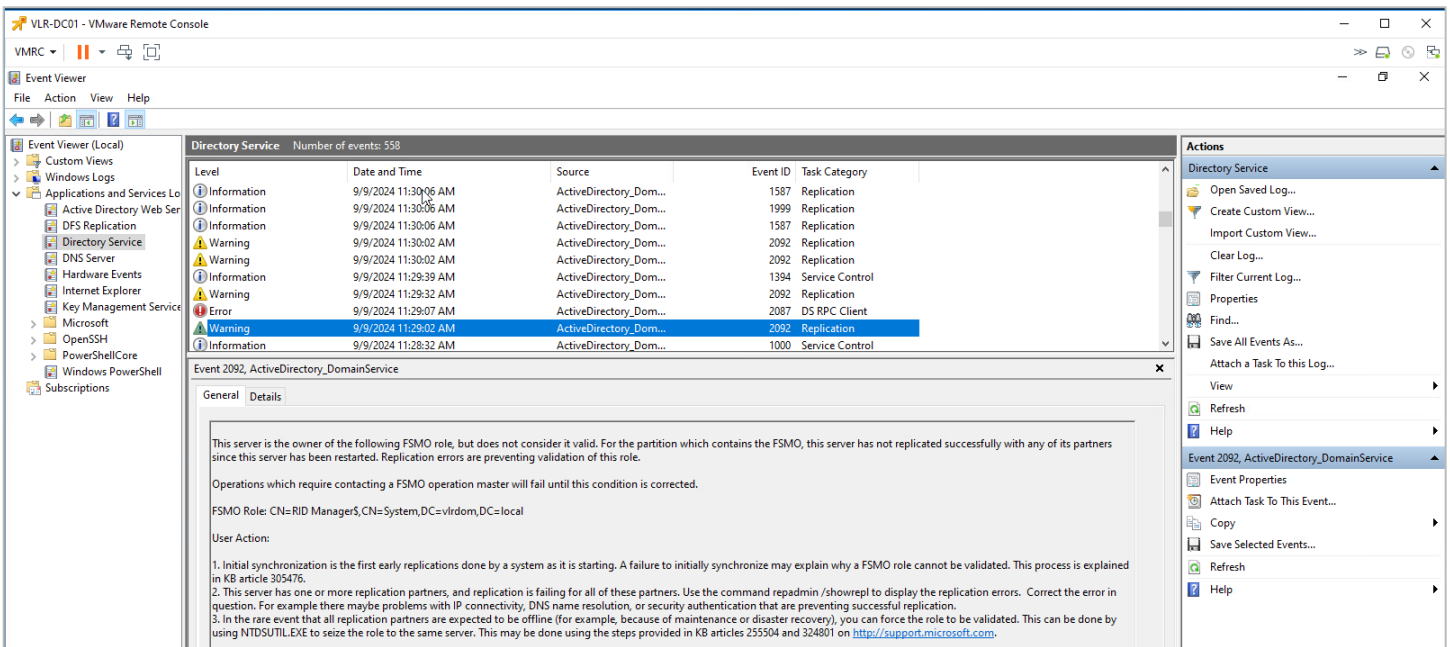 VLR-DC01 - VMware Remote Console
VMRC
Event Viewer
File Action View Help
Event Viewer (Local)
Custom Views
Windows Logs
Applications and Services Lo
Active Directory Web Ser
DFS Replication
Directory Service
DNS Server
Hardware Events
Internet Explorer
Key Management Service
Microsoft
OpenSSH
PowerShellCore
Windows PowerShell
Subscriptions
Directory Service Number of events: 558
Level Date and Time Source Event ID Task Category
Information 9/9/2024 11:30:06 AM ActiveDirectory_Dom... 1587 Replication
Information 9/9/2024 11:30:06 AM ActiveDirectory_Dom... 1999 Replication
Information 9/9/2024 11:30:06 AM ActiveDirectory_Dom... 1587 Replication
Warning 9/9/2024 11:30:02 AM ActiveDirectory_Dom... 2092 Replication
Warning 9/9/2024 11:30:02 AM ActiveDirectory_Dom... 2092 Replication
Information 9/9/2024 11:29:39 AM ActiveDirectory_Dom... 1394 Service Control
Warning 9/9/2024 11:29:32 AM ActiveDirectory_Dom... 2092 Replication
Error 9/9/2024 11:29:07 AM ActiveDirectory_Dom... 2087 DS RPC Client
Warning 9/9/2024 11:29:02 AM ActiveDirectory_Dom... 2092 Replication
Information 9/9/2024 11:28:32 AM ActiveDirectory_Dom... 1000 Service Control
Event 2092, ActiveDirectory_DomainService
General Details
This server is the owner of the following FSMO role, but does not consider it valid. For the partition which contains the FSMO, this server has not replicated successfully with any of its partners
since this server has been restarted. Replication errors are preventing validation of this role.
Operations which require contacting a FSMO operation master will fail until this condition is corrected.
FSMO Role: CN=RID Manager$,CN=System,DC=vlrdom,DC=local
User Action:
1. Initial synchronization is the first early replications done by a system as it is starting. A failure to initially synchronize may explain why a FSMO role cannot be validated. This process is explained
in KB article 305476.
2. This server has one or more replication partners, and replication is failing for all of these partners. Use the command repadmin /showrepl to display the replication errors.  Correct the error in
question. For example there maybe problems with IP connectivity, DNS name resolution, or security authentication that are preventing successful replication.
3. In the rare event that all replication partners are expected to be offline (for example, because of maintenance or disaster recovery), you can force the role to be validated. This can be done by
using NTDSUTIL.EXE to seize the role to the same server. This may be done using the steps provided in KB articles 255504 and 324801 on http://support.microsoft.com.
Actions
Directory Service
Open Saved Log...
Create Custom View...
Import Custom View...
Clear Log...
Filter Current Log...
Properties
Find...
Save All Events As...
Attach a Task To this Log...
View
Refresh
Help
Event 2092, ActiveDirectory_DomainService
Event Properties
Attach Task To This Event...
Copy
Save Selected Events...
Refresh
Help